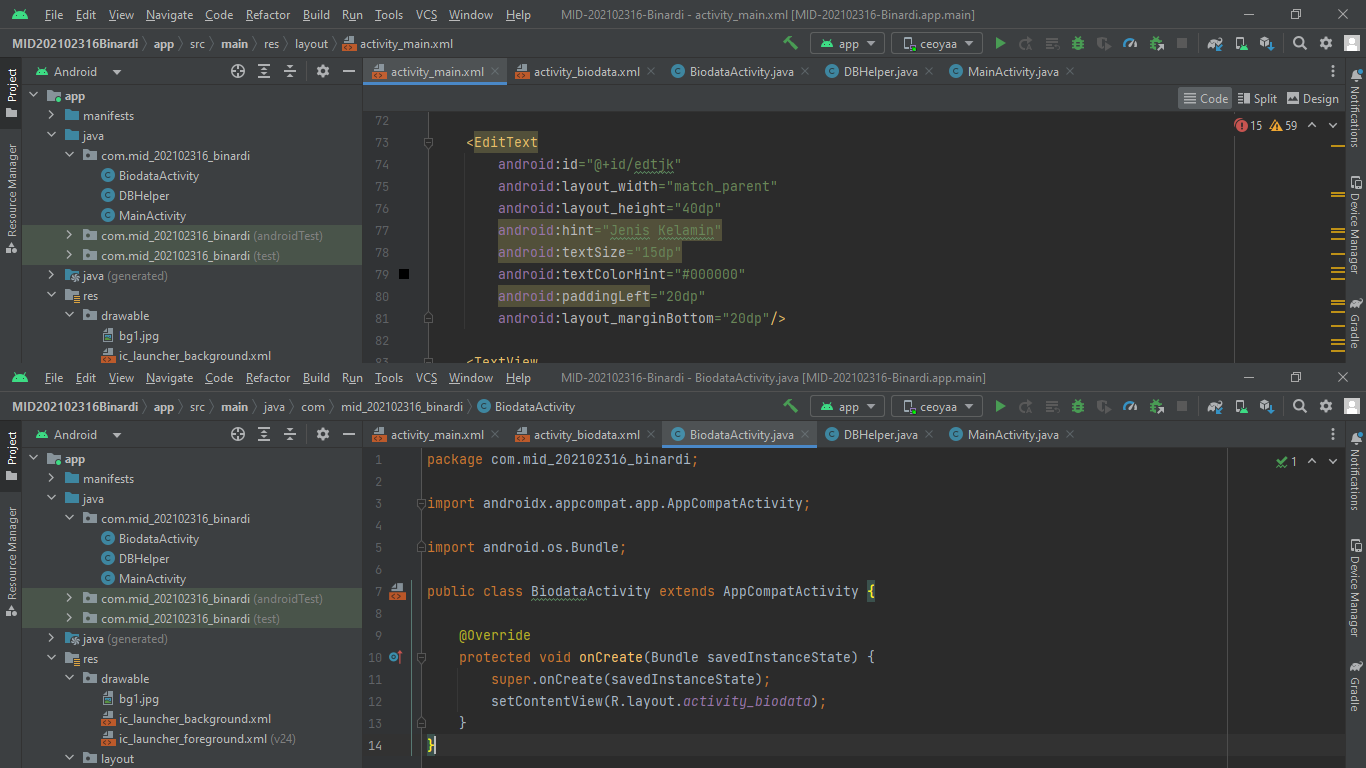 File Edit View Navigate Code Refactor Build Run Tools VCS Window Help MID-202102316-Binardi - activity_main.xml [MID-202102316-Binardi.app.main]
MID202102316Binardi app src main res layout activity_main.xml app ceoyaa
Android activity_main.xml activity_biodata.xml BiodataActivity.java DBHelper.java MainActivity.java
Project
Resource Manager
Notifications
Device Manager
Gradle
app
manifests
java
com.mid_202102316_binardi
BiodataActivity
DBHelper
MainActivity
com.mid_202102316_binardi (androidTest)
com.mid_202102316_binardi (test)
java (generated)
res
drawable
bg1.jpg
ic_launcher_background.xml
Code Split Design
15 59
72
73 <EditText
74 android:id="@+id/edtjk"
75 android:layout_width="match_parent"
76 android:layout_height="40dp"
77 android:hint="Jenis Kelamin"
78 android:textSize="15dp"
79 android:textColorHint="#000000"
80 android:paddingLeft="20dp"
81 android:layout_marginBottom="20dp"/>
82
83 <TextView
File Edit View Navigate Code Refactor Build Run Tools VCS Window Help MID-202102316-Binardi - BiodataActivity.java [MID-202102316-Binardi.app.main]
MID202102316Binardi app src main java com mid_202102316_binardi BiodataActivity app ceoyaa
Android activity_main.xml activity_biodata.xml BiodataActivity.java DBHelper.java MainActivity.java
Project
Resource Manager
Notifications
Device Manager
Gradle
app
manifests
java
com.mid_202102316_binardi
BiodataActivity
DBHelper
MainActivity
com.mid_202102316_binardi (androidTest)
com.mid_202102316_binardi (test)
java (generated)
res
drawable
bg1.jpg
ic_launcher_background.xml
ic_launcher_foreground.xml (v24)
layout
1
1 package com.mid_202102316_binardi;
2
3 import androidx.appcompat.app.AppCompatActivity;
4
5 import android.os.Bundle;
6
7 public class BiodataActivity extends AppCompatActivity {
8
9 @Override
10 protected void onCreate(Bundle savedInstanceState) {
11 super.onCreate(savedInstanceState);
12 setContentView(R.layout.activity_biodata);
13 }
14 }